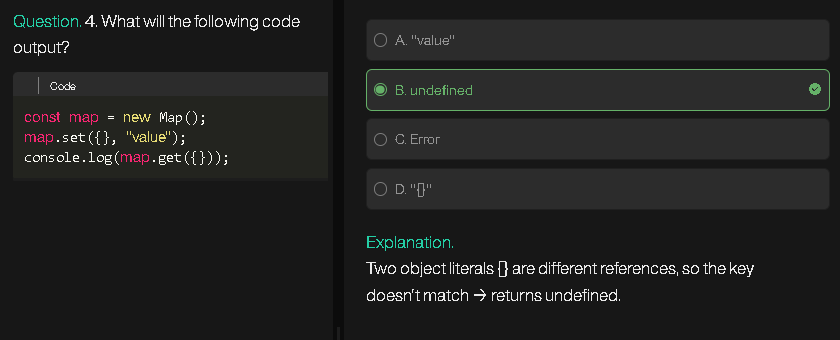 Question. 4. What will the following code
output?
Code
const map = new Map();
map.set({}, "value");
console.log(map.get({}));
A. "value"
B. undefined
C. Error
D. "{}"
Explanation.
Two object literals {} are different references, so the key
doesn't match → returns undefined.